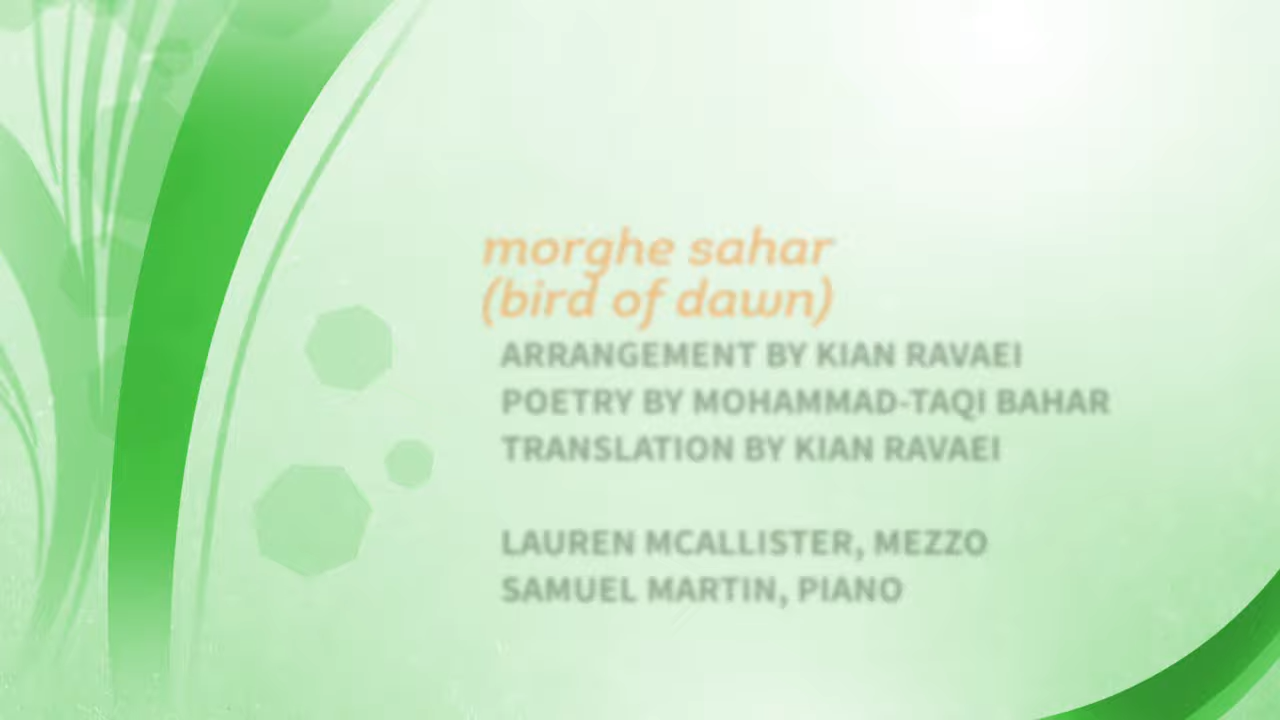 morghe sahar
(bird of dawn)
ARRANGEMENT BY KIAN RAVAEI
POETRY BY MOHAMMAD-TAQI BAHAR
TRANSLATION BY KIAN RAVAEI
LAUREN MCALLISTER, MEZZO
SAMUEL MARTIN, PIANO